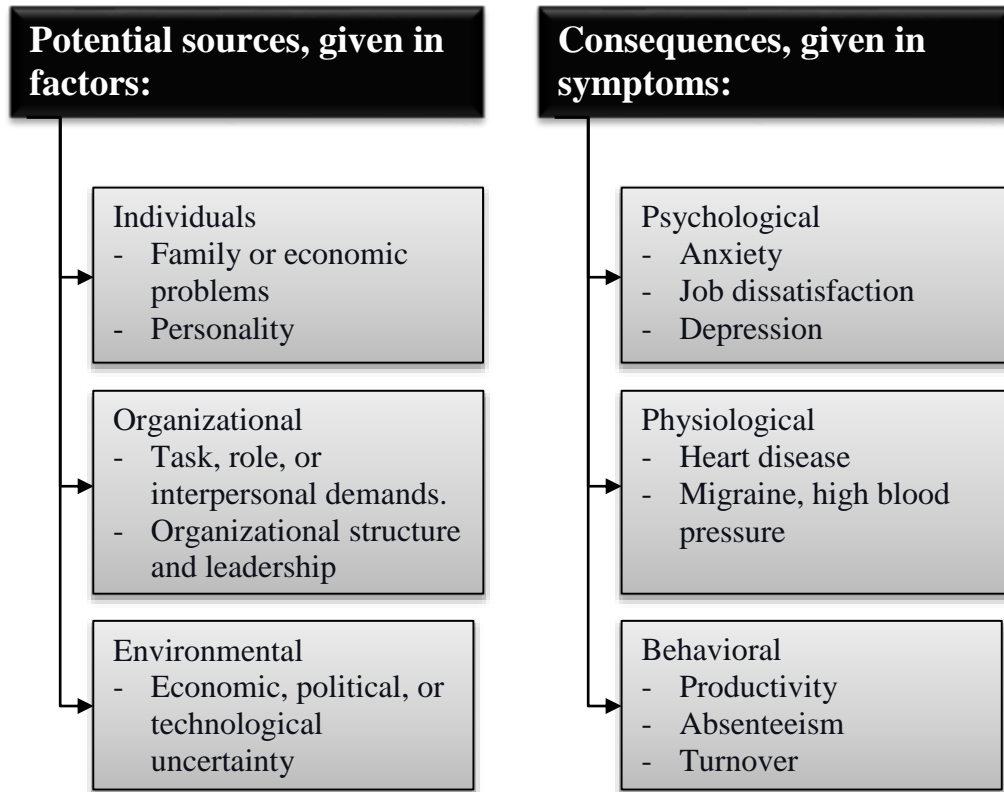 Potential sources, given in
factors:
Individuals
- Family or economic
problems
- Personality
Organizational
- Task, role, or
interpersonal demands.
- Organizational structure
and leadership
Environmental
- Economic, political, or
technological
uncertainty
Consequences, given in
symptoms:
Psychological
- Anxiety
- Job dissatisfaction
- Depression
Physiological
- Heart disease
- Migraine, high blood
pressure
Behavioral
- Productivity
- Absenteeism
- Turnover